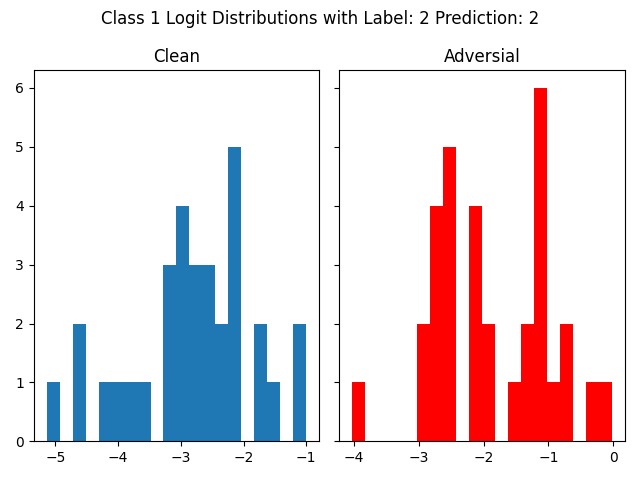 Class 1 Logit Distributions with Label: 2 Prediction: 2
Clean
Adversial
6
5
4
3
2
1
0
−5 −4 −3 −2 −1
−4 −3 −2 −1 0